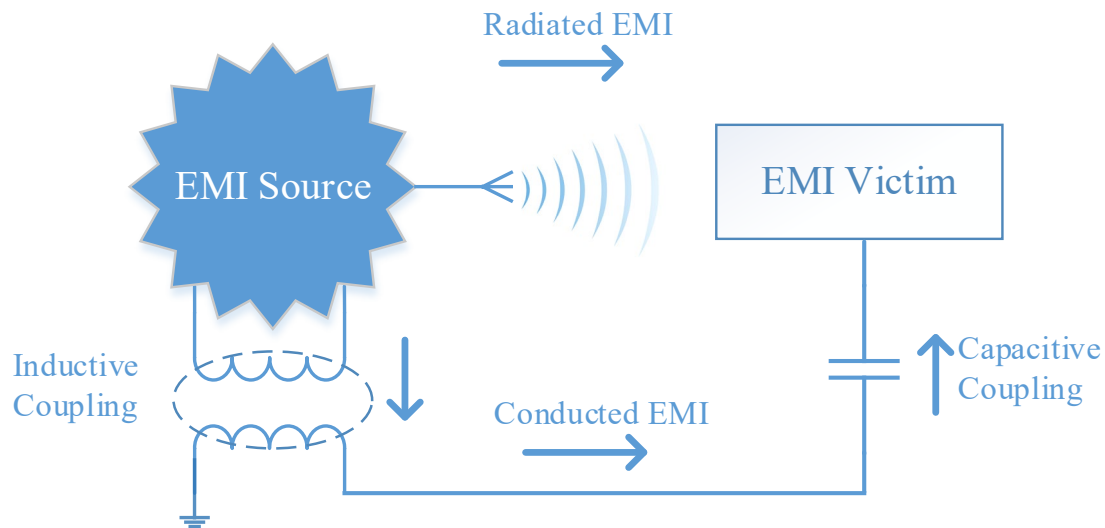 Radiated EMI
EMI Source
EMI Victim
Inductive
Coupling
Capacitive
Coupling
Conducted EMI